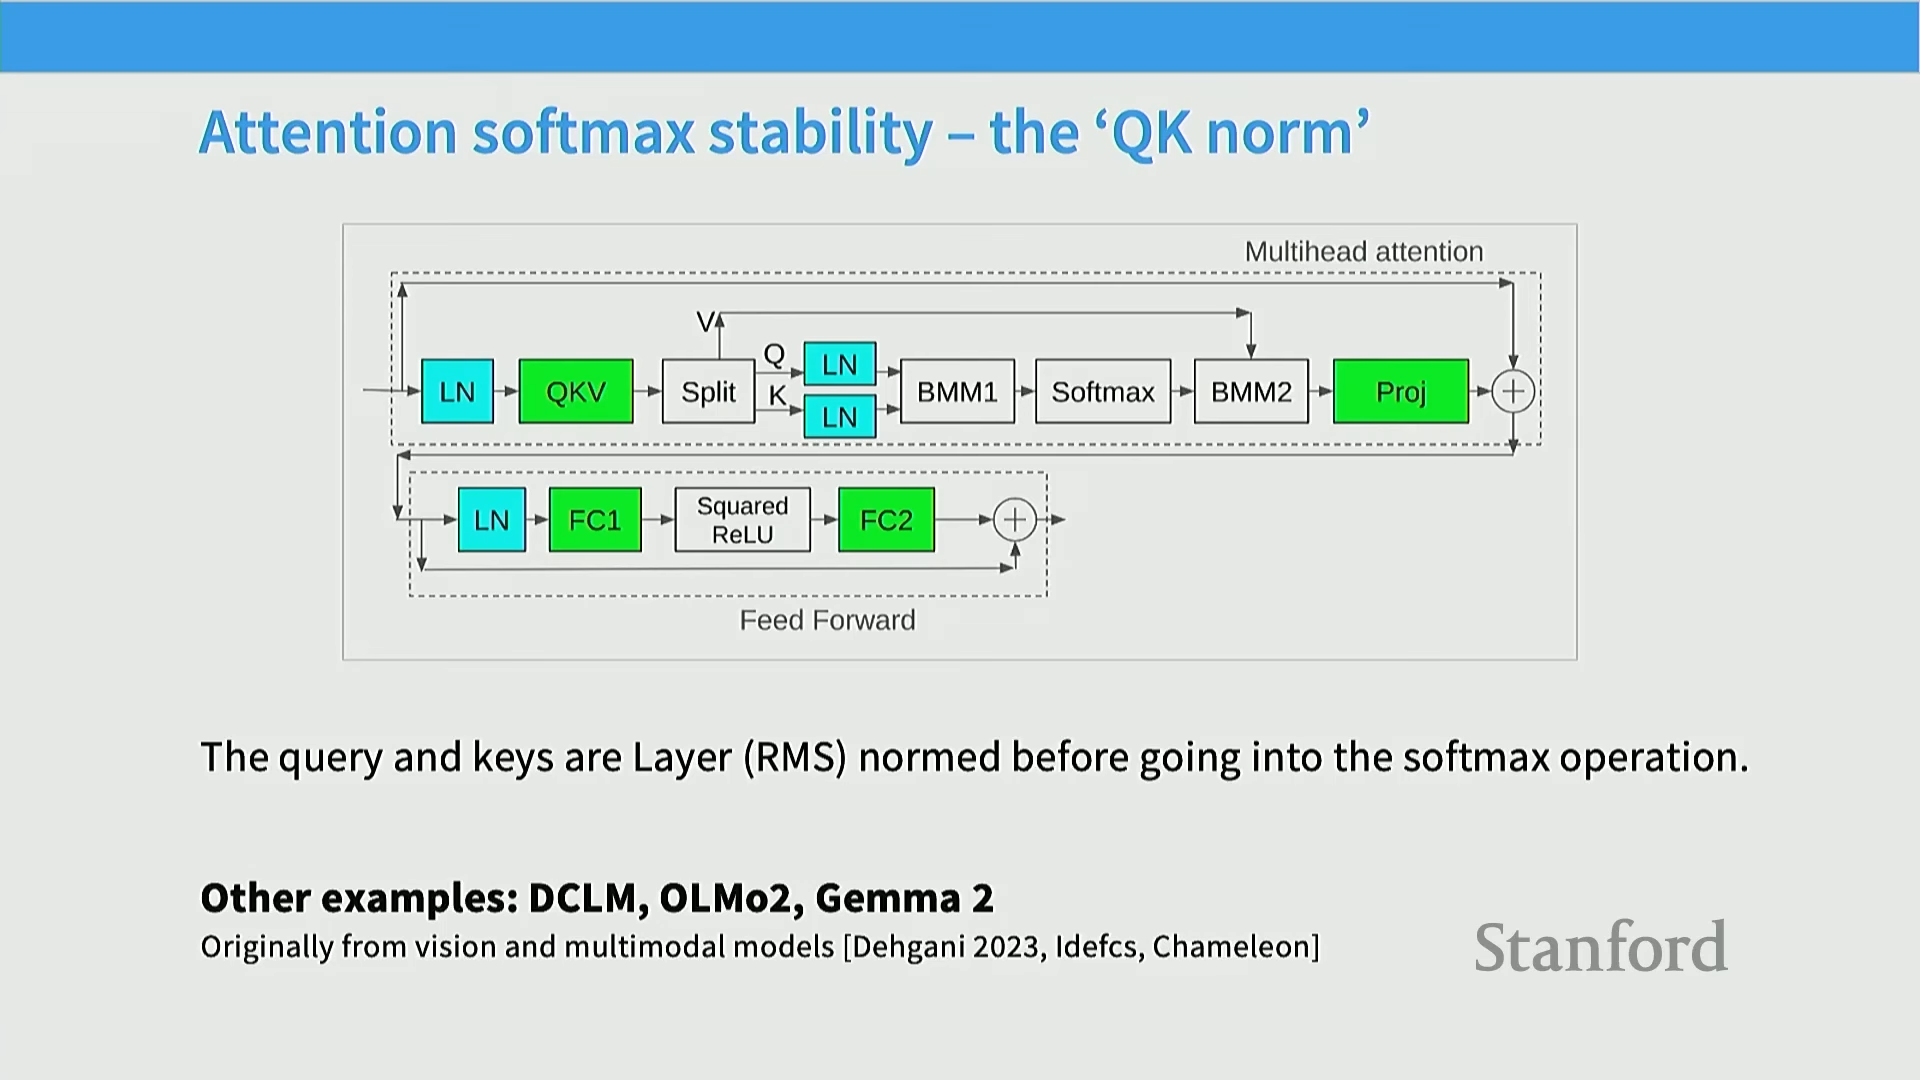 Attention softmax stability – the ‘QK norm’
Multihead attention
V
Q
K
LN
QKV
Split
LN
LN
BMM1
Softmax
BMM2
Proj
LN
FC1
Squared
ReLU
FC2
Feed Forward
The query and keys are Layer (RMS) normed before going into the softmax operation.
Other examples: DCLM, OLMo2, Gemma 2
Originally from vision and multimodal models [Dehgani 2023, Idefcs, Chameleon]
Stanford